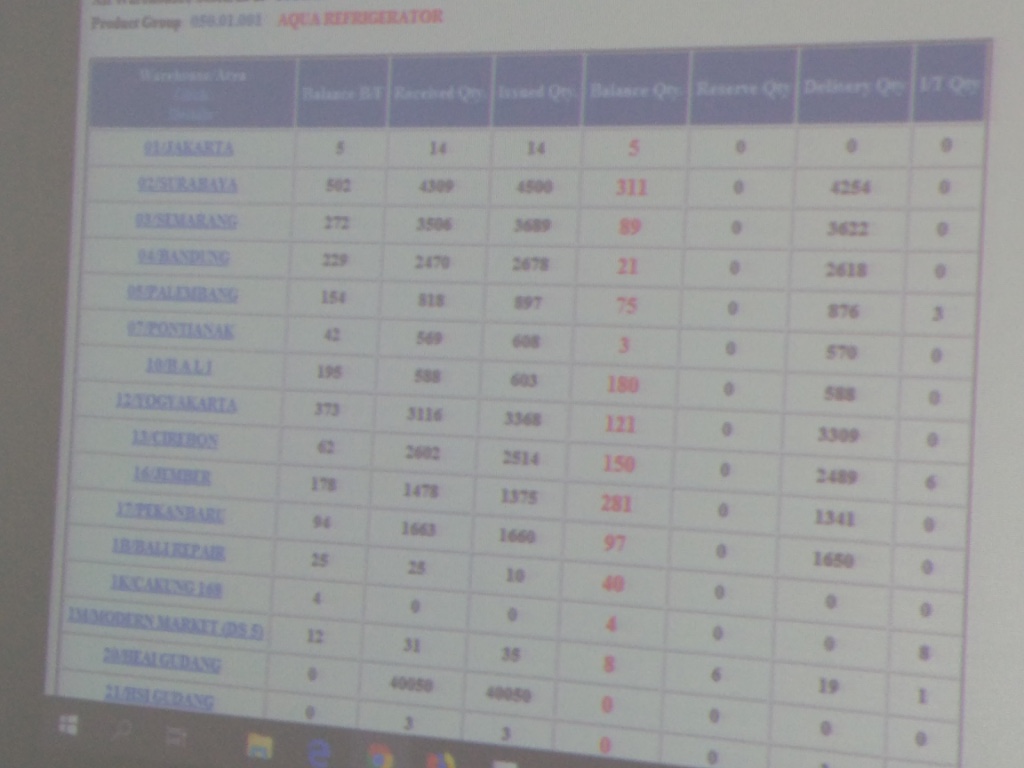 Product Group 050.01.001 AQUA REFRIGERATOR
Warehouse/Area Balance B/F Received Qty. Issued Qty. Balance Qty. Reserve Qty Delivery Qty I/T Qty
01/JAKARTA 5 14 14 5 0 0 0
02/SURABAYA 502 4309 4500 311 0 4254 0
03/SEMARANG 272 3506 3689 89 0 3622 0
04/BANDUNG 229 2470 2678 21 0 2618 0
05/PALEMBANG 154 818 897 75 0 876 3
07/PONTIANAK 42 569 608 3 0 570 0
10/B A L I 195 588 603 180 0 588 0
12/YOGYAKARTA 373 3116 3368 121 0 3309 0
13/CIREBON 62 2602 2514 150 0 2489 6
16/JEMBER 178 1478 1375 281 0 1341 0
17/PEKANBARU 94 1663 1660 97 0 1650 0
1B/BALI REPAIR 25 25 10 40 0 0 0
1K/CAKUNG 168 4 0 0 4 0 0 8
1M/MODERN MARKET (DS 5) 12 31 35 8 6 19 1
20/HEAI GUDANG 0 40050 40050 0 0 0 0
21/HSI GUDANG 0 3 3 0 0